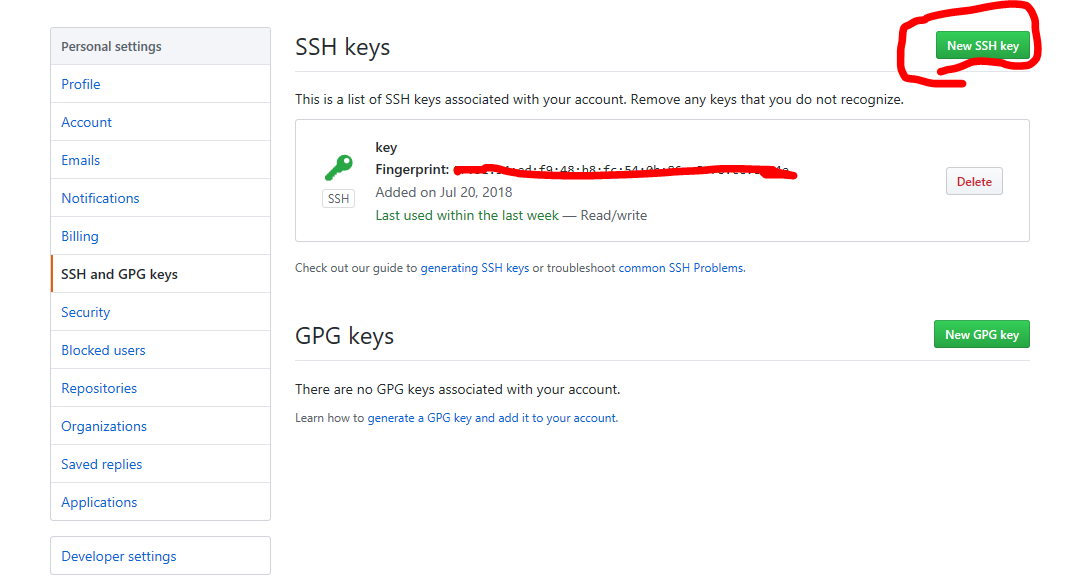 Personal settings
Profile
Account
Emails
Notifications
Billing
SSH and GPG keys
Security
Blocked users
Repositories
Organizations
Saved replies
Applications
Developer settings
SSH keys
New SSH key
This is a list of SSH keys associated with your account. Remove any keys that you do not recognize.
SSH
key
Fingerprint:
Added on Jul 20, 2018
Last used within the last week — Read/write
Delete
Check out our guide to generating SSH keys or troubleshoot common SSH Problems.
GPG keys
New GPG key
There are no GPG keys associated with your account.
Learn how to generate a GPG key and add it to your account.